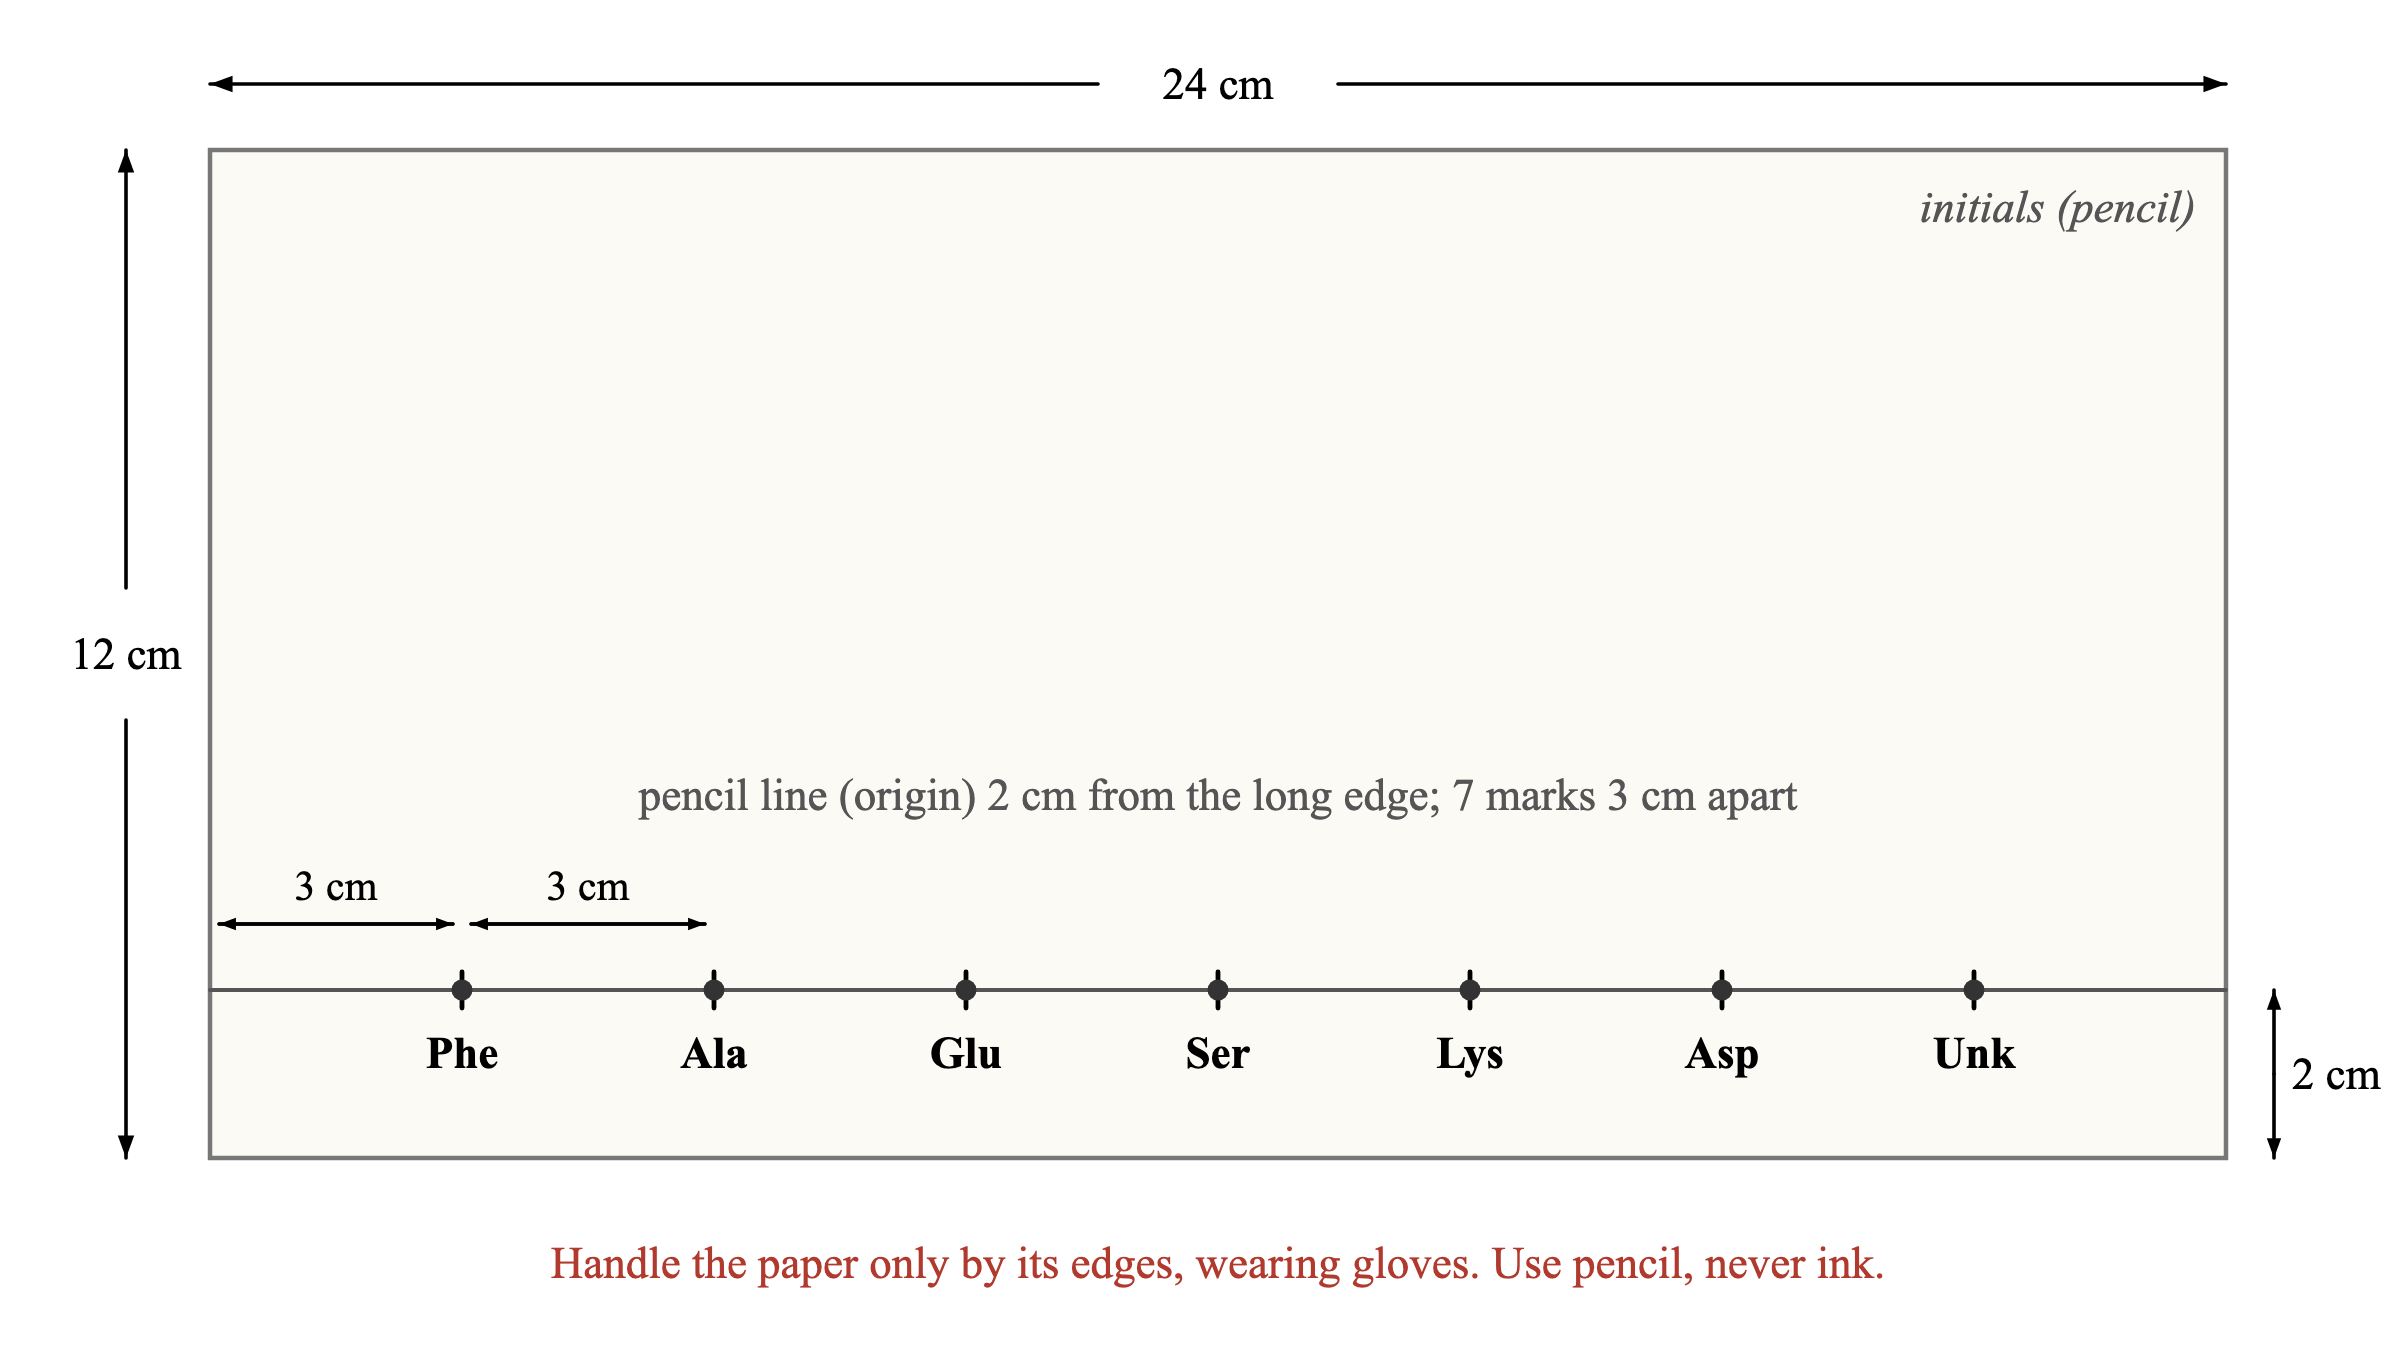 24 cm
initials (pencil)
12 cm
pencil line (origin) 2 cm from the long edge; 7 marks 3 cm apart
3 cm 3 cm
Phe Ala Glu Ser Lys Asp Unk
2 cm
Handle the paper only by its edges, wearing gloves. Use pencil, never ink.